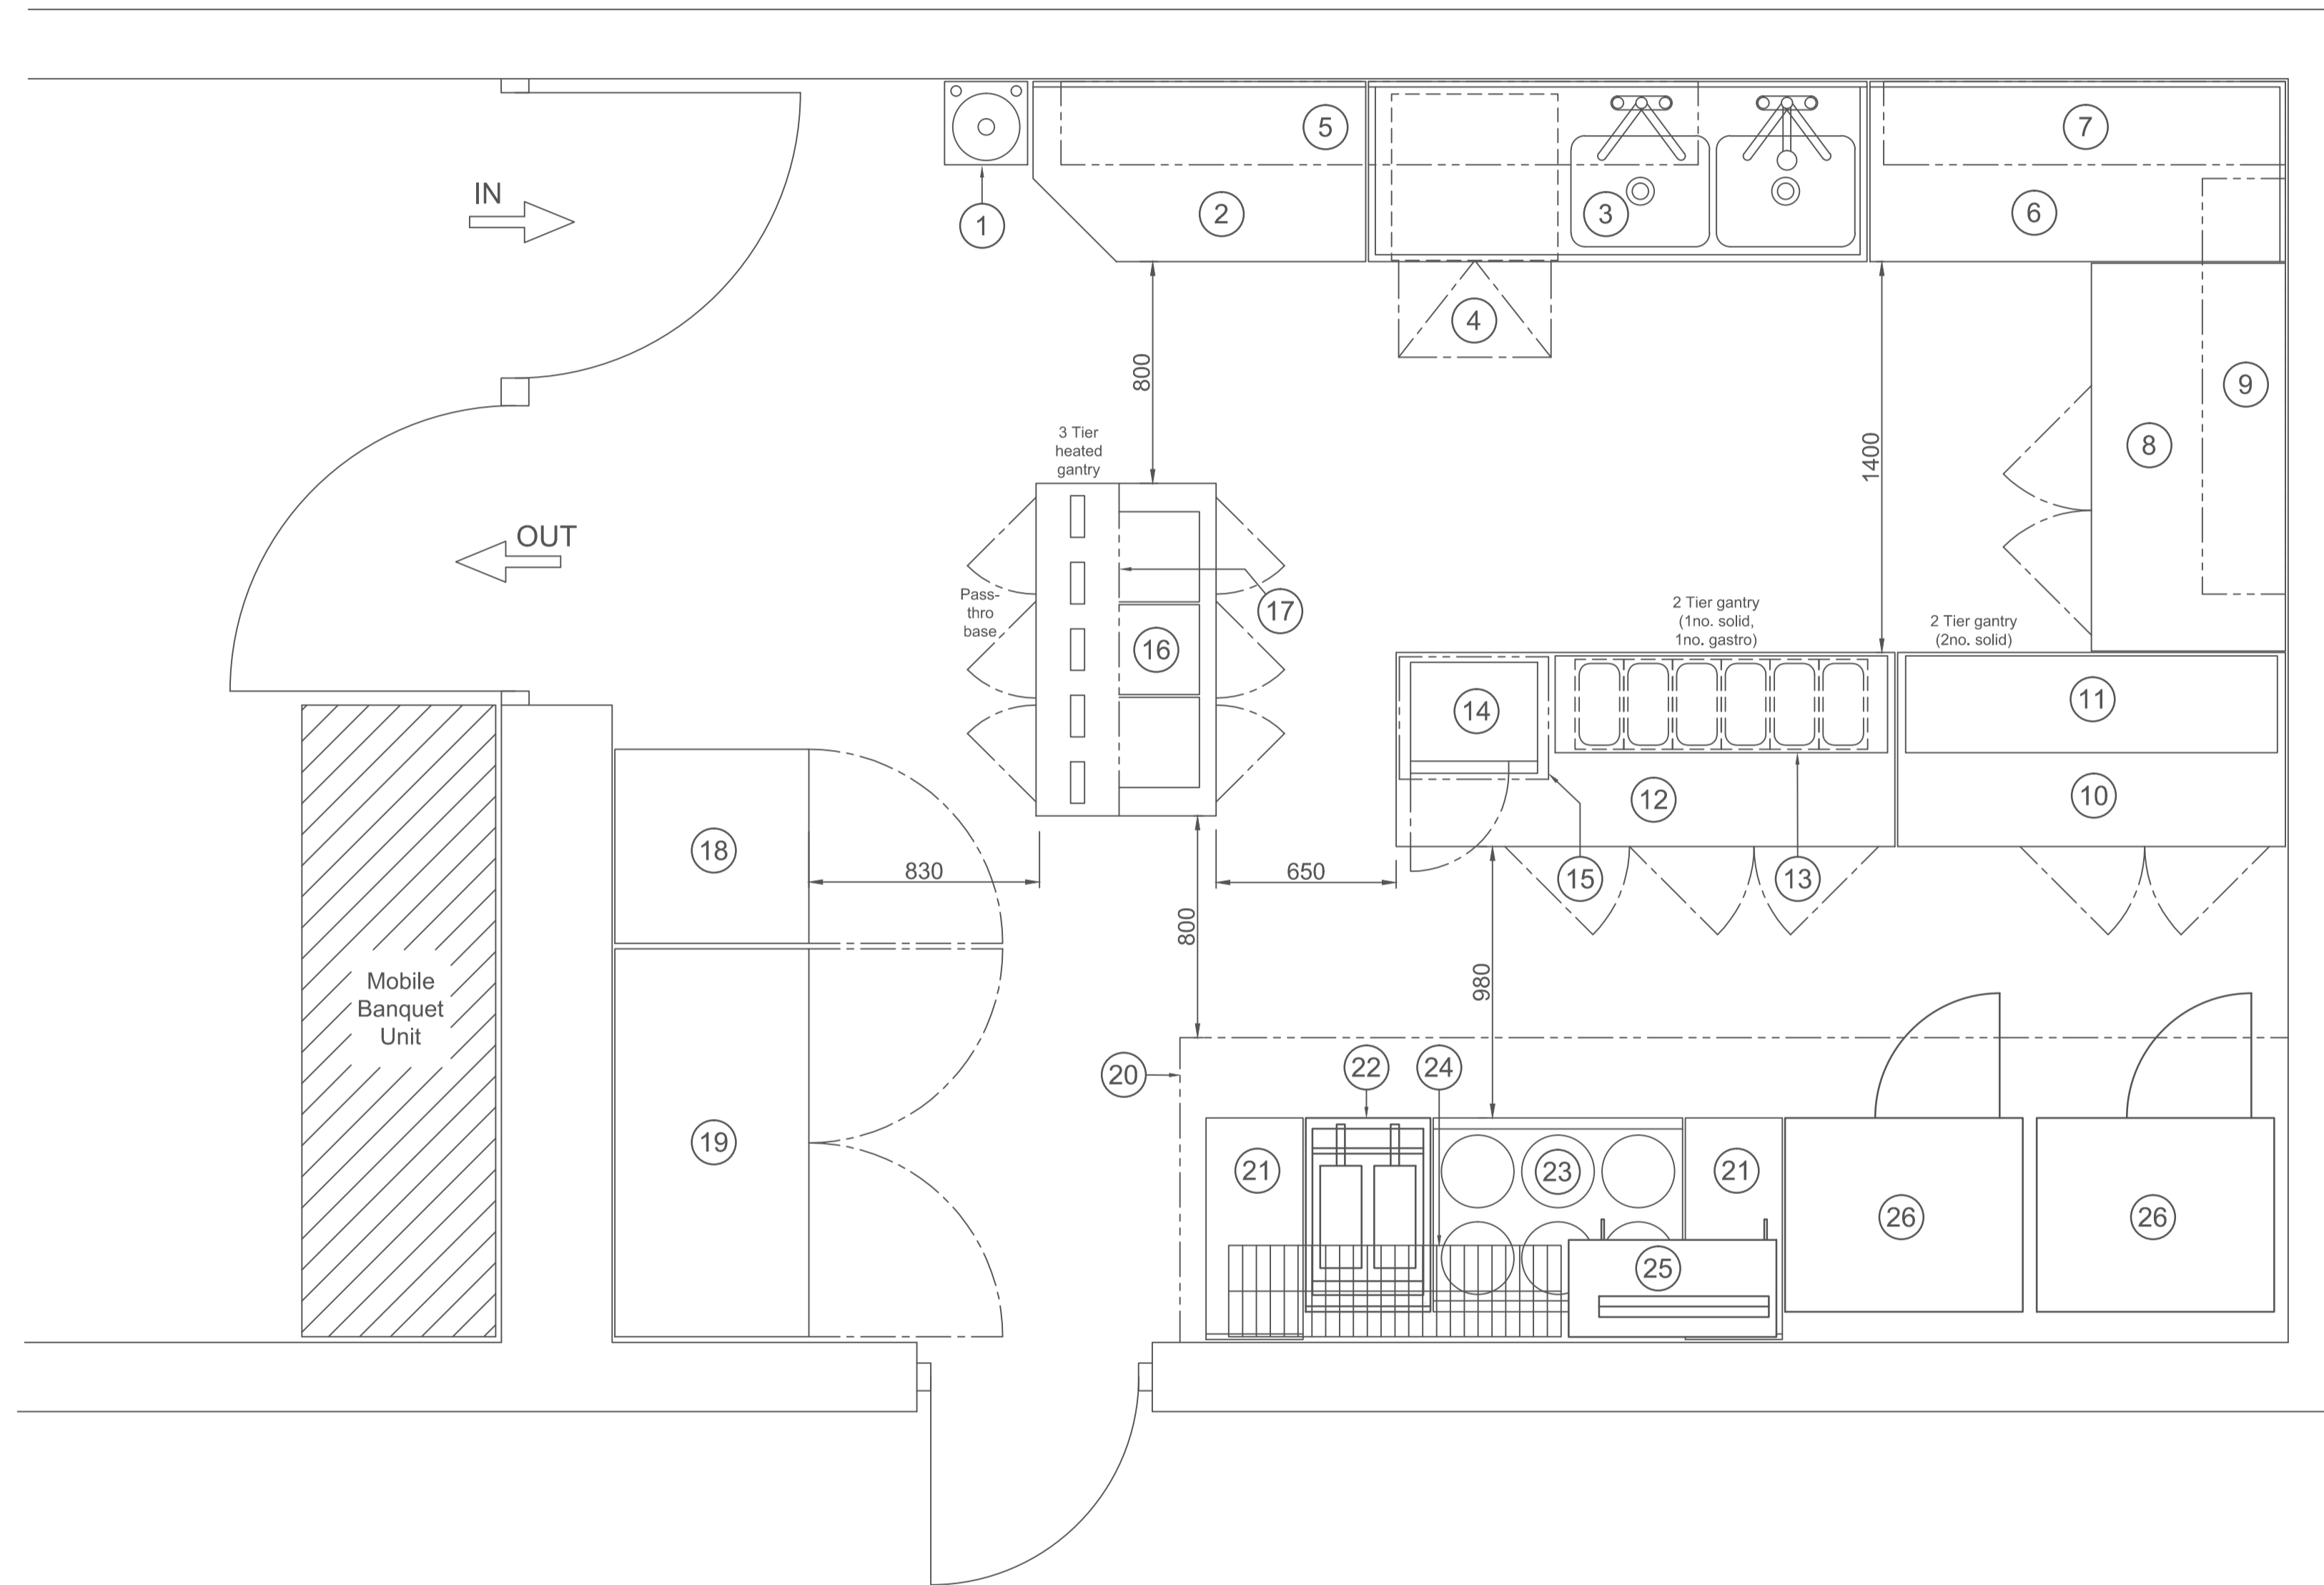 5
7
IN
1
2
3
6
4
800
9
3 Tier
heated
gantry
1400
8
OUT
Pass-
thro
base
17
2 Tier gantry
(1no. solid,
1no. gastro)
2 Tier gantry
(2no. solid)
16
14
11
12
10
18
830
650
15
13
800
980
Mobile
Banquet
Unit
20
22
24
19
21
23
21
26
26
25